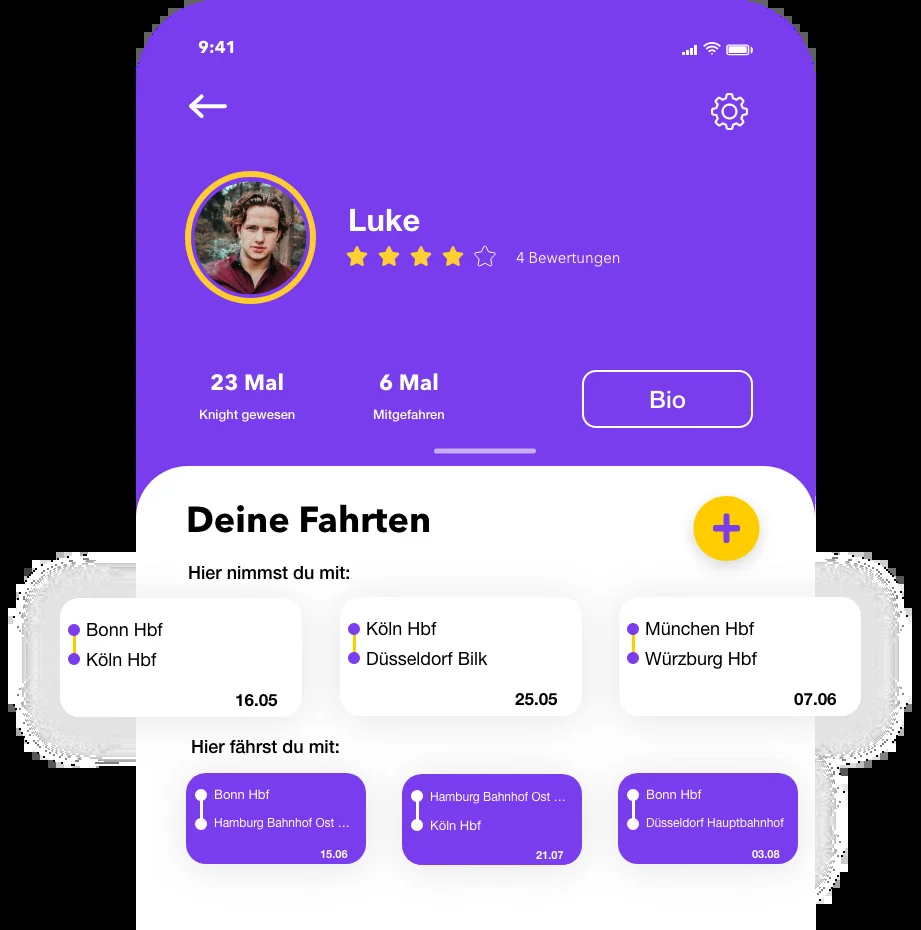 9:41
Luke
4 Bewertungen
23 Mal
Knight gewesen
6 Mal
Mitgefahren
Bio
Deine Fahrten
Hier nimmst du mit:
Bonn Hbf
Köln Hbf
16.05
Köln Hbf
Düsseldorf Bilk
25.05
München Hbf
Würzburg Hbf
07.06
Hier fährst du mit:
Bonn Hbf
Hamburg Bahnhof Ost ...
15.06
Hamburg Bahnhof Ost ...
Köln Hbf
21.07
Bonn Hbf
Düsseldorf Hauptbahnhof
03.08